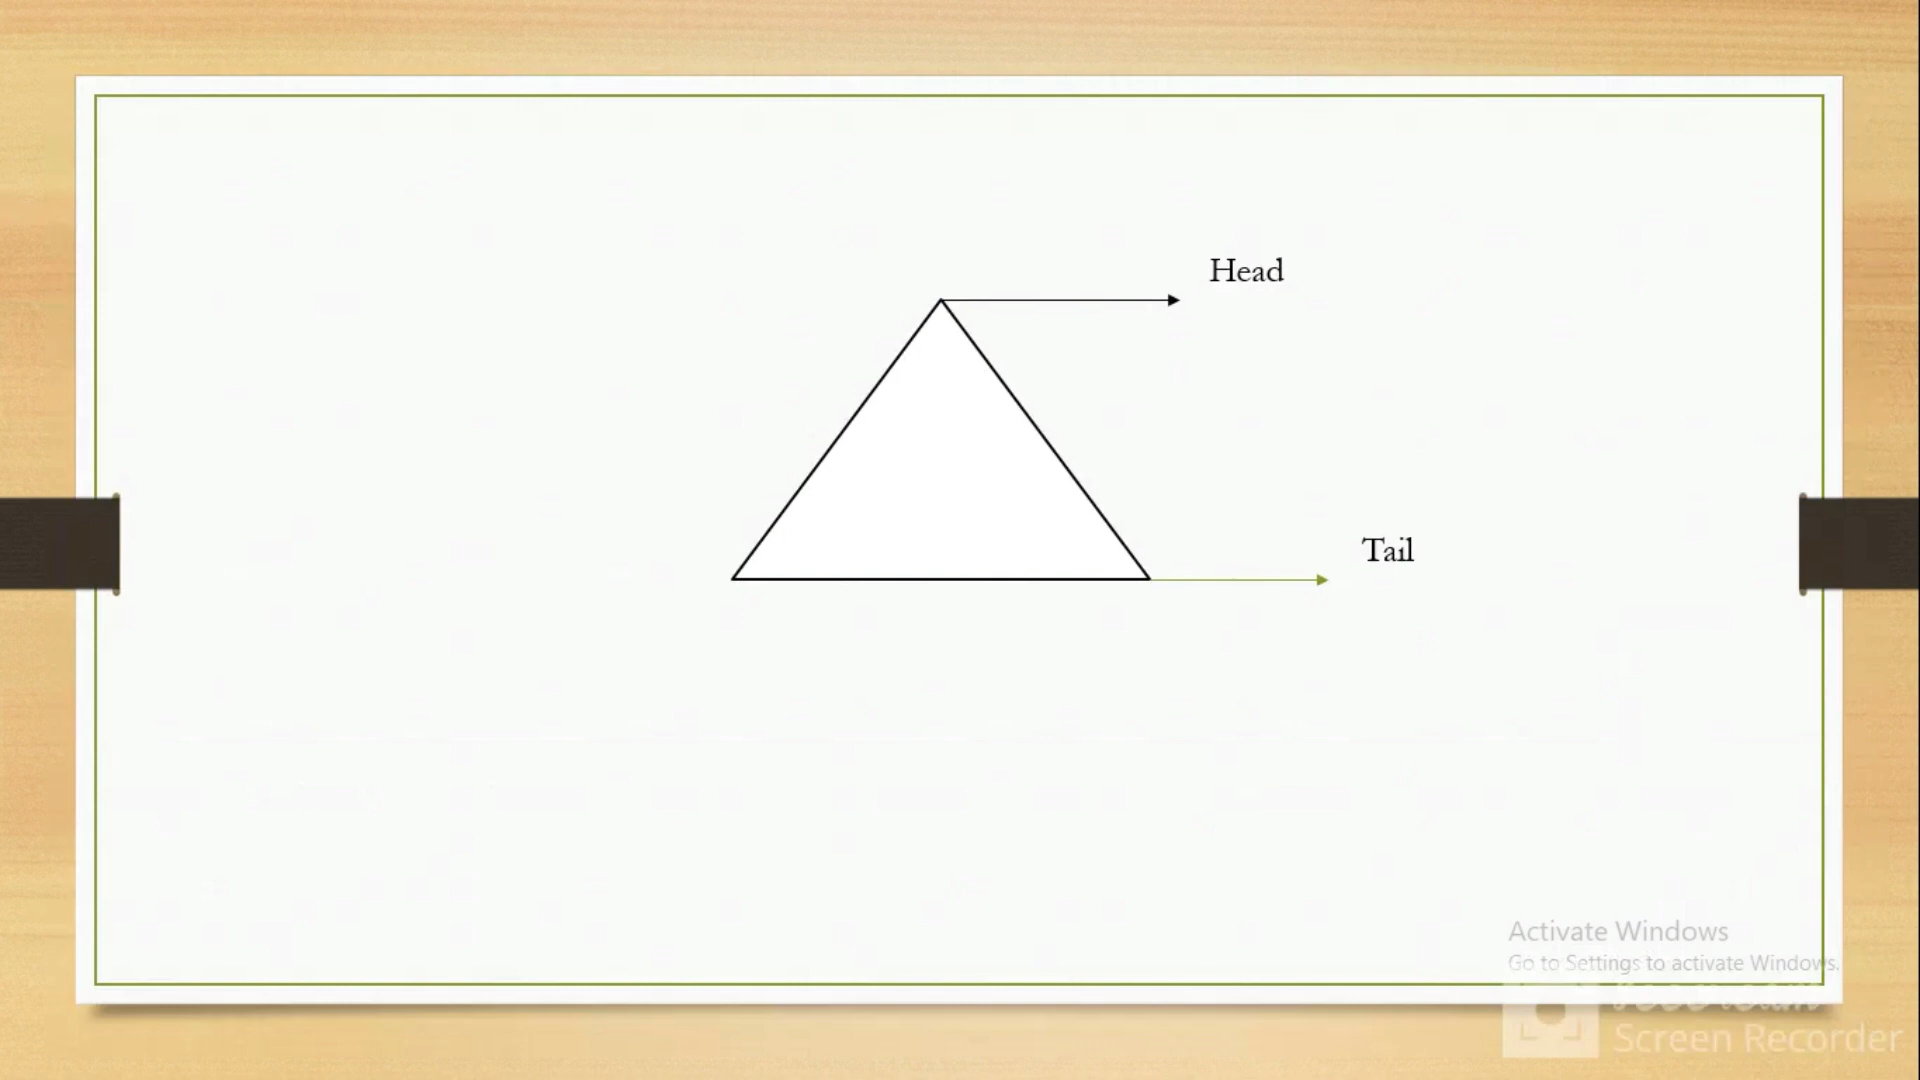 Head
Tail
Activate Windows
Go to Settings to activate Windows.
Screen Recorder